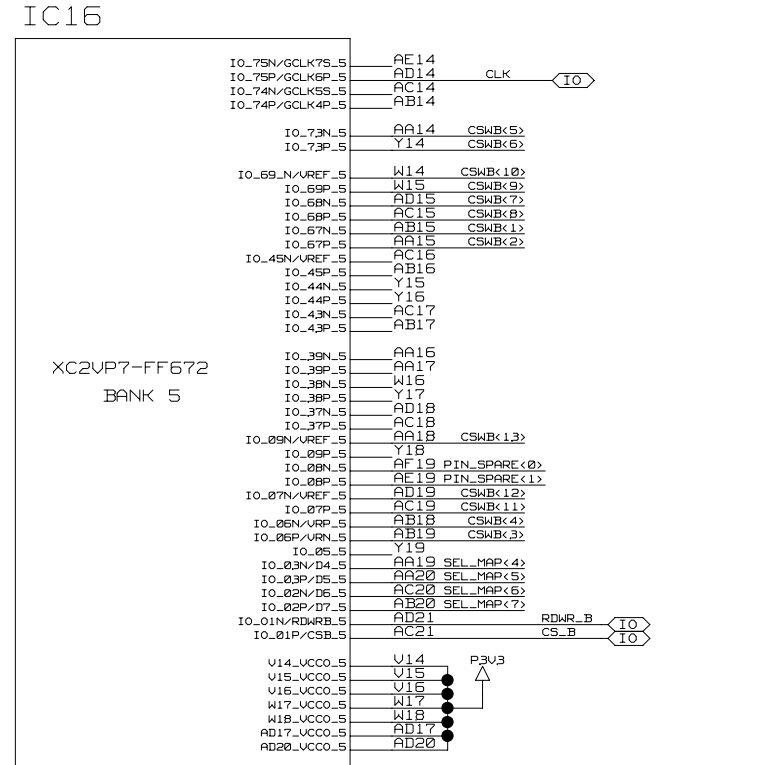 IC16
IO_75N/GCLK7S_5 AE14
IO_75P/GCLK6P_5 AD14 CLK IO
IO_74N/GCLK5S_5 AC14
IO_74P/GCLK4P_5 AB14
IO_73N_5 AA14 CSWB<5>
IO_73P_5 Y14 CSWB<6>
IO_69_N/VREF_5 W14 CSWB<10>
IO_69P_5 W15 CSWB<9>
IO_68N_5 AD15 CSWB<7>
IO_68P_5 AC15 CSWB<8>
IO_67N_5 AB15 CSWB<1>
IO_67P_5 AA15 CSWB<2>
IO_45N/VREF_5 AC16
IO_45P_5 AB16
IO_44N_5 Y15
IO_44P_5 Y16
IO_43N_5 AC17
IO_43P_5 AB17
IO_39N_5 AA16
IO_39P_5 AA17
XC2VP7-FF672
IO_38N_5 W16
IO_38P_5 Y17
BANK 5
IO_37N_5 AD18
IO_37P_5 AC18
IO_09N/VREF_5 AA18 CSWB<13>
IO_09P_5 Y18
IO_08N_5 AF19 PIN_SPARE<0>
IO_08P_5 AE19 PIN_SPARE<1>
IO_07N/VREF_5 AD19 CSWB<12>
IO_07P_5 AC19 CSWB<11>
IO_06N/VRP_5 AB18 CSWB<4>
IO_06P/VRN_5 AB19 CSWB<3>
IO_05_5 Y19
IO_03N/D4_5 AA19 SEL_MAP<4>
IO_03P/D5_5 AA20 SEL_MAP<5>
IO_02N/D6_5 AC20 SEL_MAP<6>
IO_02P/D7_5 AB20 SEL_MAP<7>
IO_01N/RDWRB_5 AD21 RDWR_B IO
IO_01P/CSB_5 AC21 CS_B IO
V14_VCCO_5 V14 P3V3
V15_VCCO_5 V15
V16_VCCO_5 V16
W17_VCCO_5 W17
W18_VCCO_5 W18
AD17_VCCO_5 AD17
AD20_VCCO_5 AD20